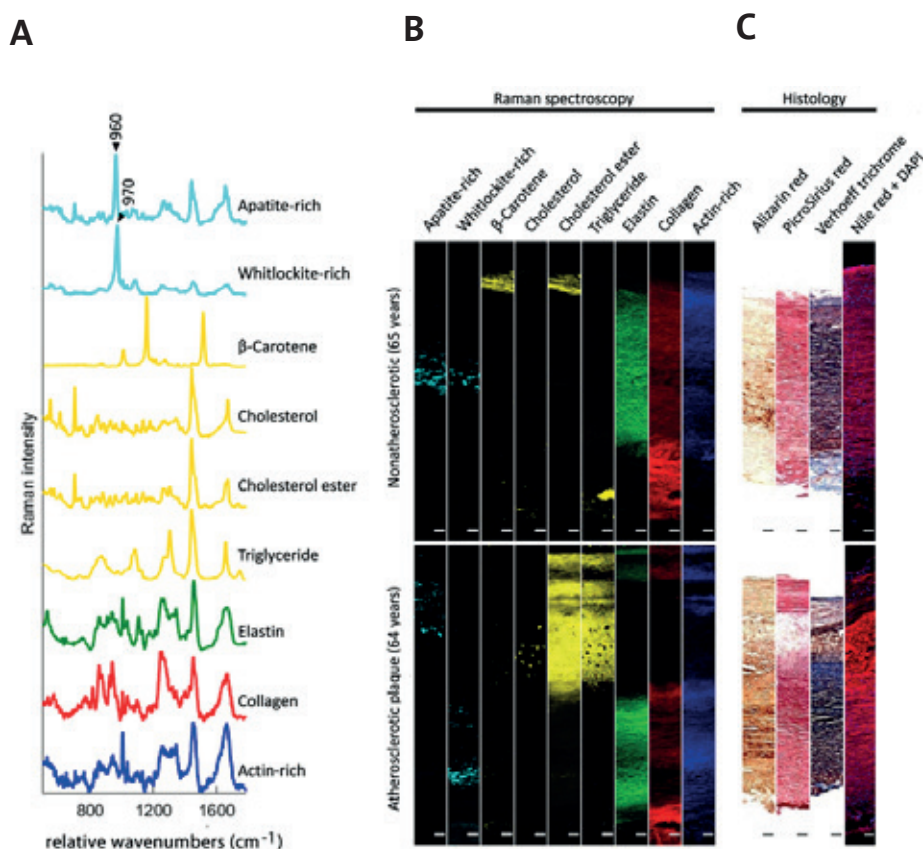 A
B
C
Raman spectroscopy
Histology
Apatite-rich
Whitlockite-rich
β-Carotene
Cholesterol
Cholesterol ester
Triglyceride
Elastin
Collagen
Actin-rich
Alizarin red
PicroSirius red
Verhoeff trichrome
Nile red + DAPI
960
970
Apatite-rich
Whitlockite-rich
β-Carotene
Cholesterol
Cholesterol ester
Triglyceride
Elastin
Collagen
Actin-rich
Raman intensity
800
1200
1600
relative wavenumbers (cm⁻¹)
Nonatherosclerotic (65 years)
Atherosclerotic plaque (64 years)